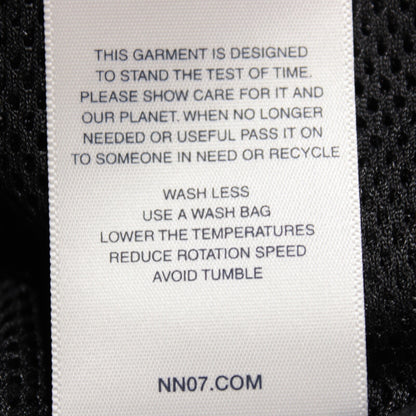 THIS GARMENT IS DESIGNED
TO STAND THE TEST OF TIME.
PLEASE SHOW CARE FOR IT AND
OUR PLANET. WHEN NO LONGER
NEEDED OR USEFUL PASS IT ON
TO SOMEONE IN NEED OR RECYCLE
WASH LESS
USE A WASH BAG
LOWER THE TEMPERATURES
REDUCE ROTATION SPEED
AVOID TUMBLE
NN07.COM